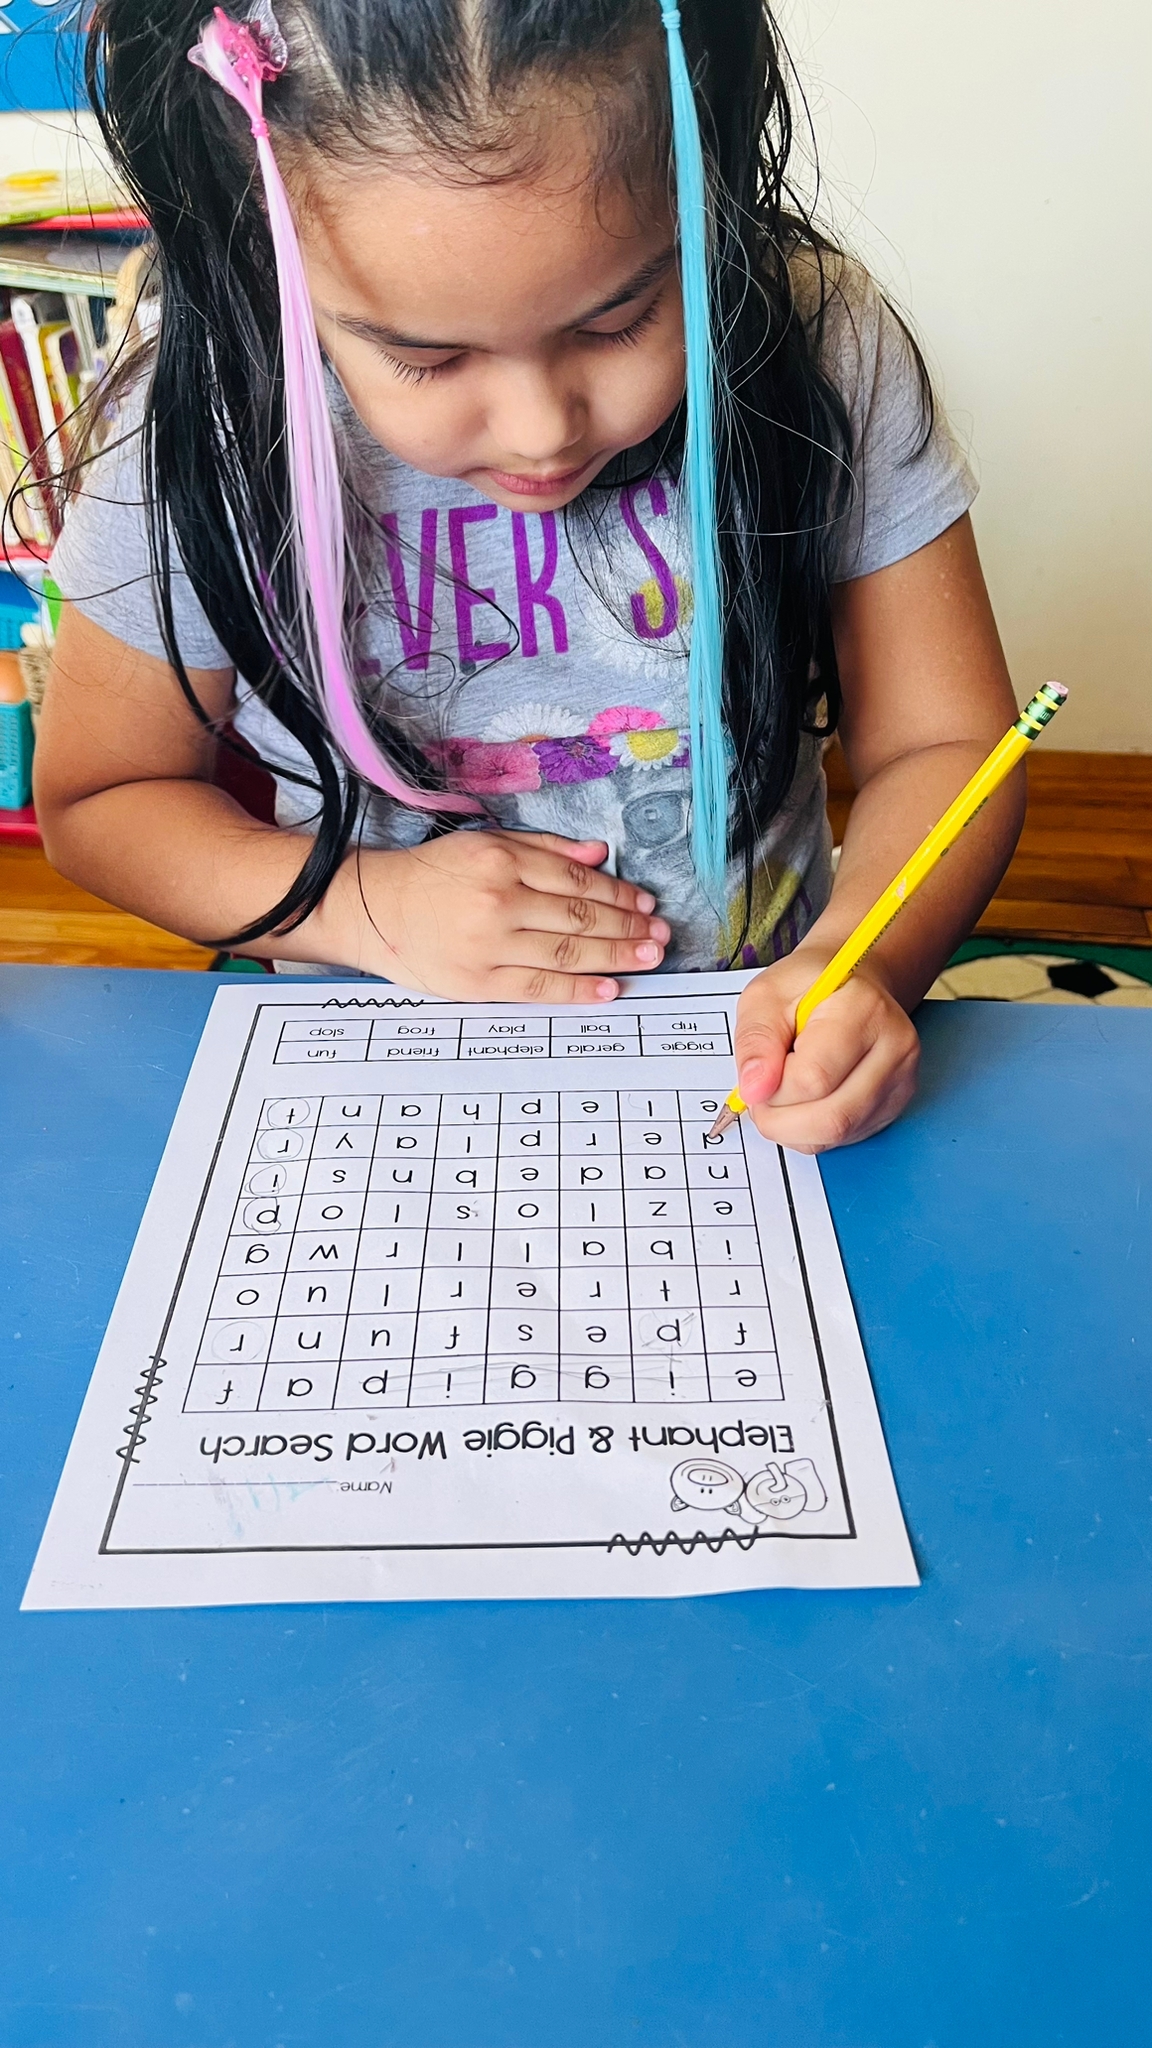 EVER S
Name
Elephant & Piggie Word Search
e i g g i p a f
f p e s f u n r
r t r e r l u o
i b a l l r w g
e z l o s l o p
n a d e b n s i
d e r p l a y r
e l e p h a n t
piggie gerald elephant friend fun
trip ball play frog slop